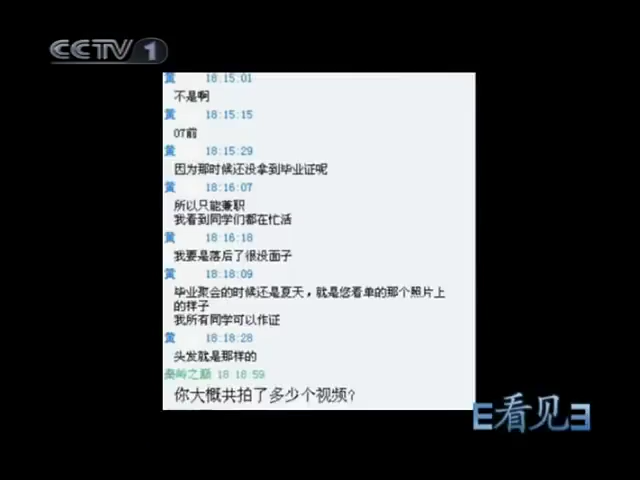 CCTV 1
黄 18:15:01
不是啊
黄 18:15:15
07前
黄 18:15:29
因为那时候还没拿到毕业证呢
黄 18:16:07
所以只能兼职
我看到同学们都在忙活
黄 18:16:18
我要是落后了很没面子
黄 18:18:09
毕业聚会的时候还是夏天，就是您看单的那个照片上
的样子
我所有同学可以作证
黄 18:18:28
头发就是那样的
秦岭之巅 18:18:59
你大概共拍了多少个视频?
看见